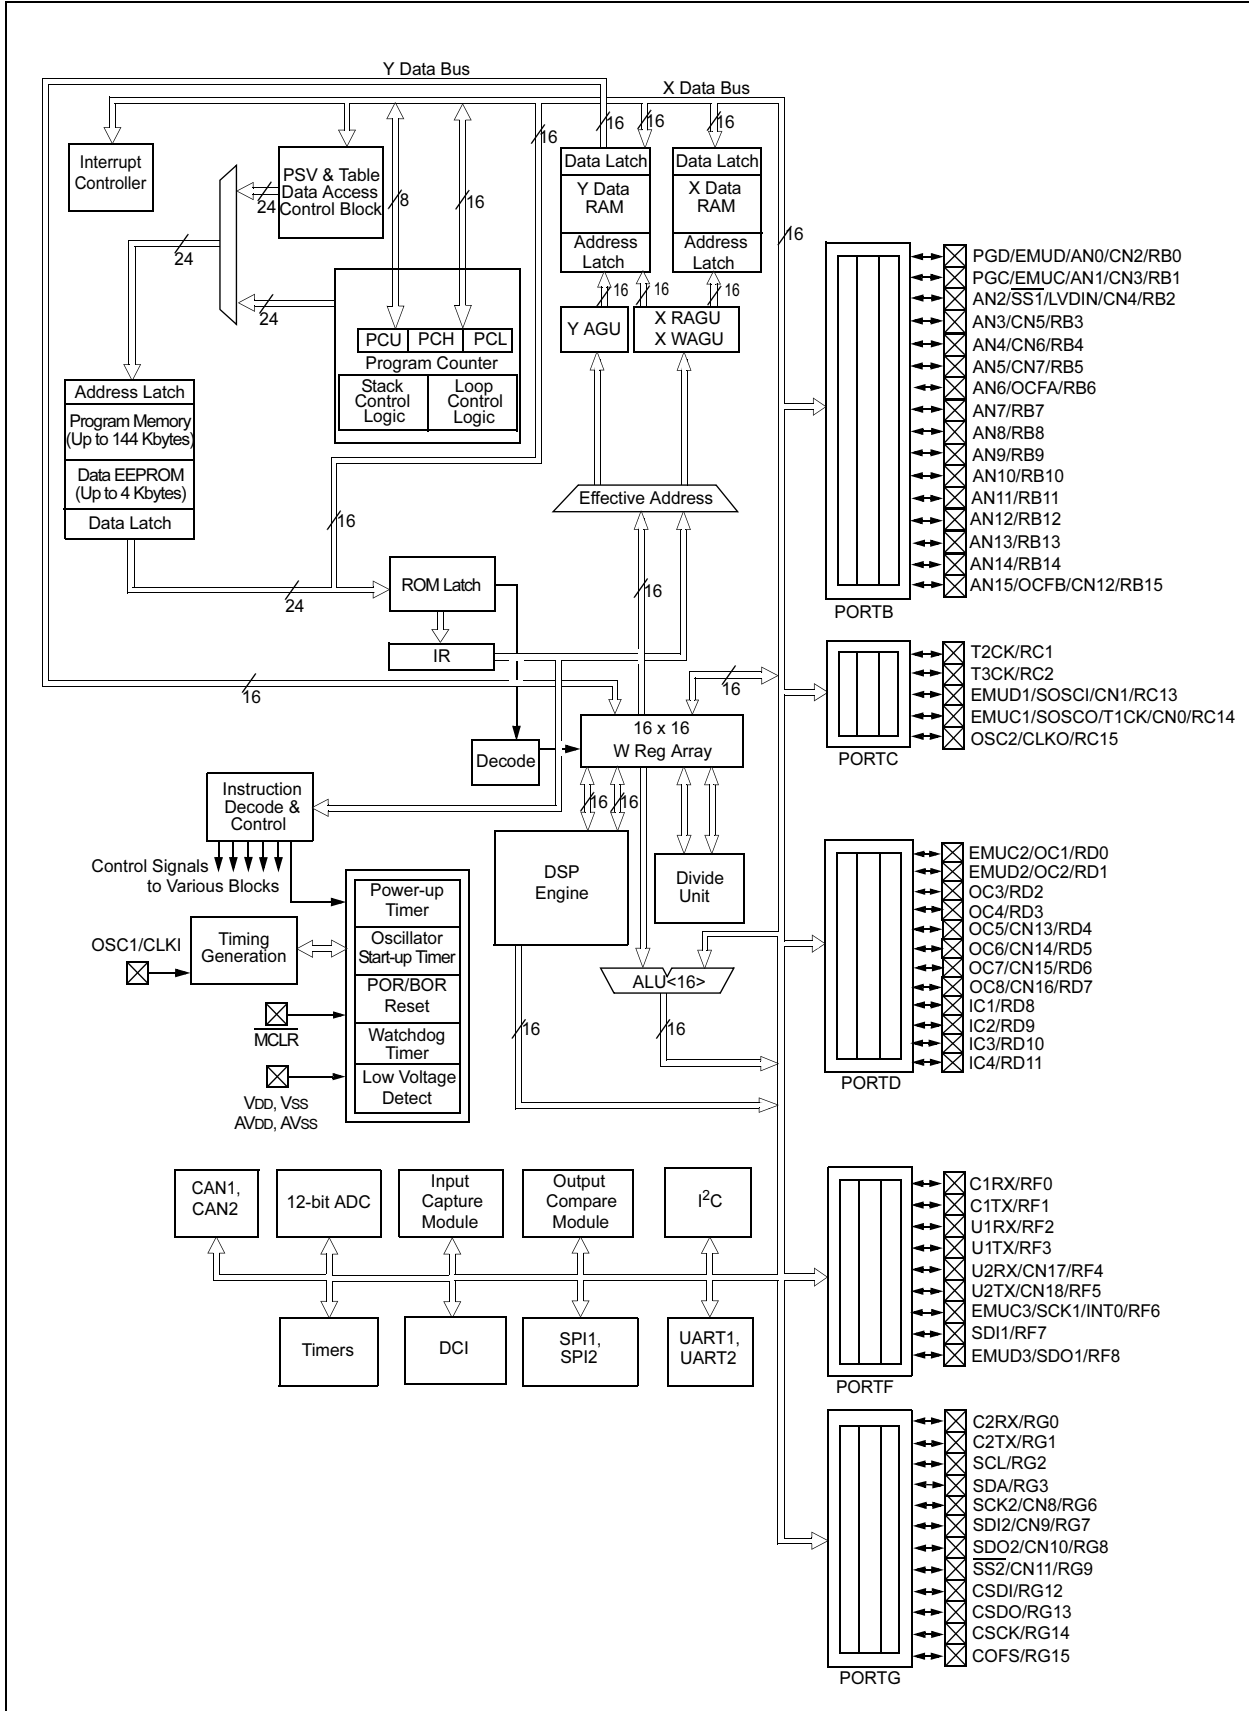 Y Data Bus
X Data Bus
16
16
16
16
Interrupt
Controller
PSV & Table
Data Access
Control Block
24
8
16
Data Latch
Y Data
RAM
Address
Latch
Data Latch
X Data
RAM
Address
Latch
16
24
24
16
16
16
Y AGU
X RAGU
X WAGU
PCU
PCH
PCL
Program Counter
Stack
Control
Logic
Loop
Control
Logic
Address Latch
Program Memory
(Up to 144 Kbytes)
Data EEPROM
(Up to 4 Kbytes)
Data Latch
Effective Address
16
24
ROM Latch
16
IR
16
16
16 x 16
W Reg Array
Decode
Instruction
Decode &
Control
16
16
Control Signals
to Various Blocks
DSP
Engine
Divide
Unit
Power-up
Timer
Oscillator
Start-up Timer
POR/BOR
Reset
Watchdog
Timer
Low Voltage
Detect
OSC1/CLKI
Timing
Generation
MCLR
VDD, VSS
AVDD, AVSS
ALU<16>
16
16
CAN1,
CAN2
12-bit ADC
Input
Capture
Module
Output
Compare
Module
I2C
Timers
DCI
SPI1,
SPI2
UART1,
UART2
PGD/EMUD/AN0/CN2/RB0
PGC/EMUC/AN1/CN3/RB1
AN2/SS1/LVDIN/CN4/RB2
AN3/CN5/RB3
AN4/CN6/RB4
AN5/CN7/RB5
AN6/OCFA/RB6
AN7/RB7
AN8/RB8
AN9/RB9
AN10/RB10
AN11/RB11
AN12/RB12
AN13/RB13
AN14/RB14
AN15/OCFB/CN12/RB15
PORTB
T2CK/RC1
T3CK/RC2
EMUD1/SOSCI/CN1/RC13
EMUC1/SOSCO/T1CK/CN0/RC14
OSC2/CLKO/RC15
PORTC
EMUC2/OC1/RD0
EMUD2/OC2/RD1
OC3/RD2
OC4/RD3
OC5/CN13/RD4
OC6/CN14/RD5
OC7/CN15/RD6
OC8/CN16/RD7
IC1/RD8
IC2/RD9
IC3/RD10
IC4/RD11
PORTD
C1RX/RF0
C1TX/RF1
U1RX/RF2
U1TX/RF3
U2RX/CN17/RF4
U2TX/CN18/RF5
EMUC3/SCK1/INT0/RF6
SDI1/RF7
EMUD3/SDO1/RF8
PORTF
C2RX/RG0
C2TX/RG1
SCL/RG2
SDA/RG3
SCK2/CN8/RG6
SDI2/CN9/RG7
SDO2/CN10/RG8
SS2/CN11/RG9
CSDI/RG12
CSDO/RG13
CSCK/RG14
COFS/RG15
PORTG